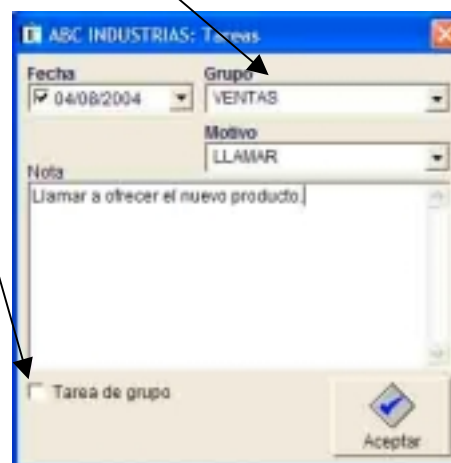 ABC INDUSTRIAS: Tareas
Fecha Grupo
04/08/2004 VENTAS
Motivo
LLAMAR
Nota
Llamar a ofrecer el nuevo producto.
Tarea de grupo
Aceptar